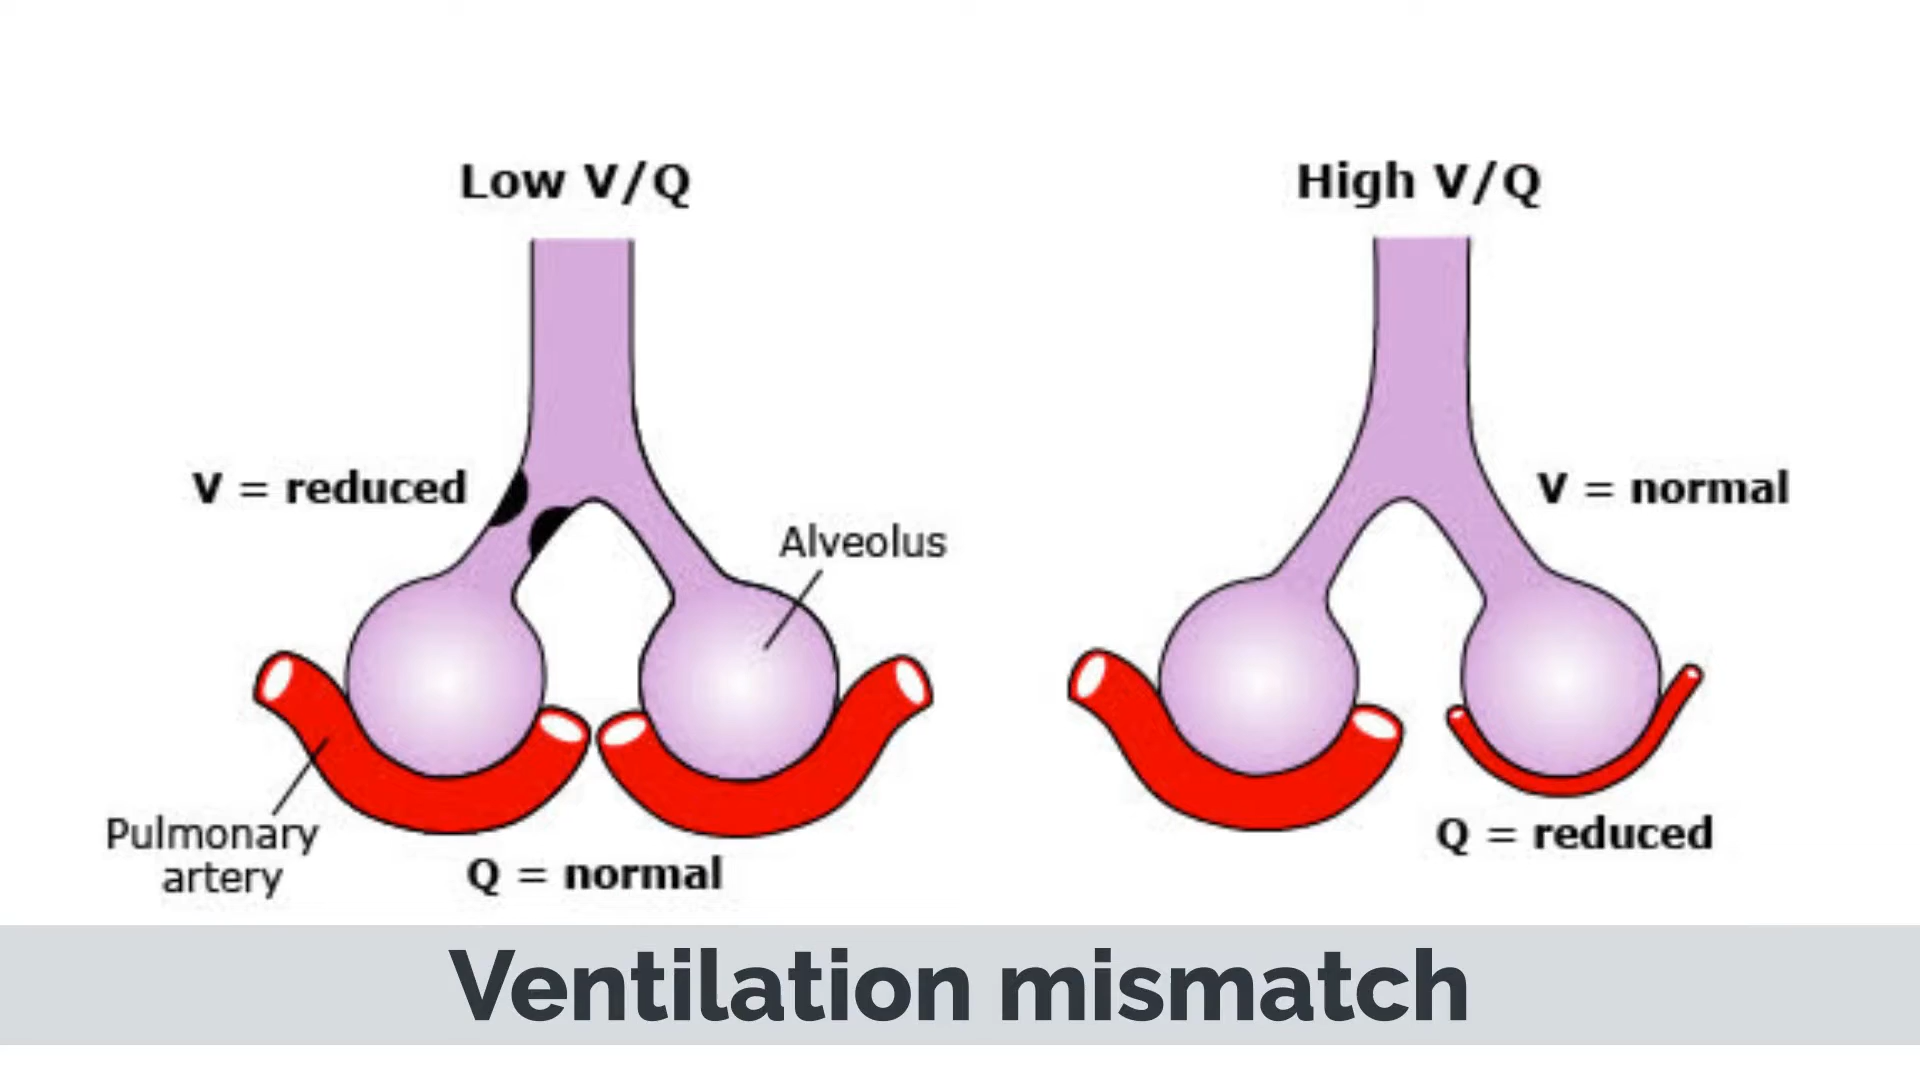 Low V/Q
High V/Q
V = reduced
V = normal
Alveolus
Pulmonary
artery
Q = normal
Q = reduced
Ventilation mismatch